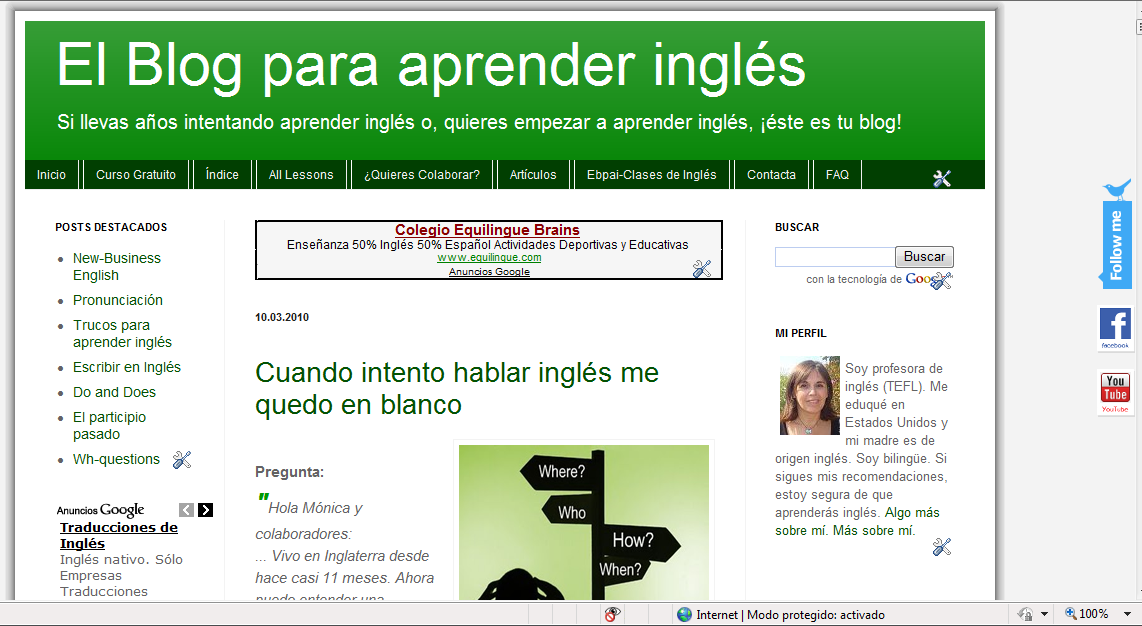 El Blog para aprender inglés
Si llevas años intentando aprender inglés o, quieres empezar a aprender inglés, ¡éste es tu blog!
Inicio
Curso Gratuito
Índice
All Lessons
¿Quieres Colaborar?
Artículos
Ebpai-Clases de Inglés
Contacta
FAQ
POSTS DESTACADOS
New-Business
English
Pronunciación
Trucos para
aprender inglés
Escribir en Inglés
Do and Does
El participio
pasado
Wh-questions
Anuncios Google
Traducciones de
Inglés
Inglés nativo. Sólo
Empresas
Traducciones
Colegio Equilingue Brains
Enseñanza 50% Inglés 50% Español Actividades Deportivas y Educativas
www.equilingue.com
Anuncios Google
10.03.2010
Cuando intento hablar inglés me
quedo en blanco
Pregunta:
"Hola Mónica y
colaboradores:
... Vivo en Inglaterra desde
hace casi 11 meses. Ahora
puedo entender una
Where?
Who
How?
When?
BUSCAR
Buscar
con la tecnología de
MI PERFIL
Soy profesora de
inglés (TEFL). Me
eduqué en
Estados Unidos y
mi madre es de
origen inglés. Soy bilingüe. Si
sigues mis recomendaciones,
estoy segura de que
aprenderás inglés. Algo más
sobre mí. Más sobre mí.
Follow me
facebook
You
Tube
YouTube
Internet | Modo protegido: activado
100%